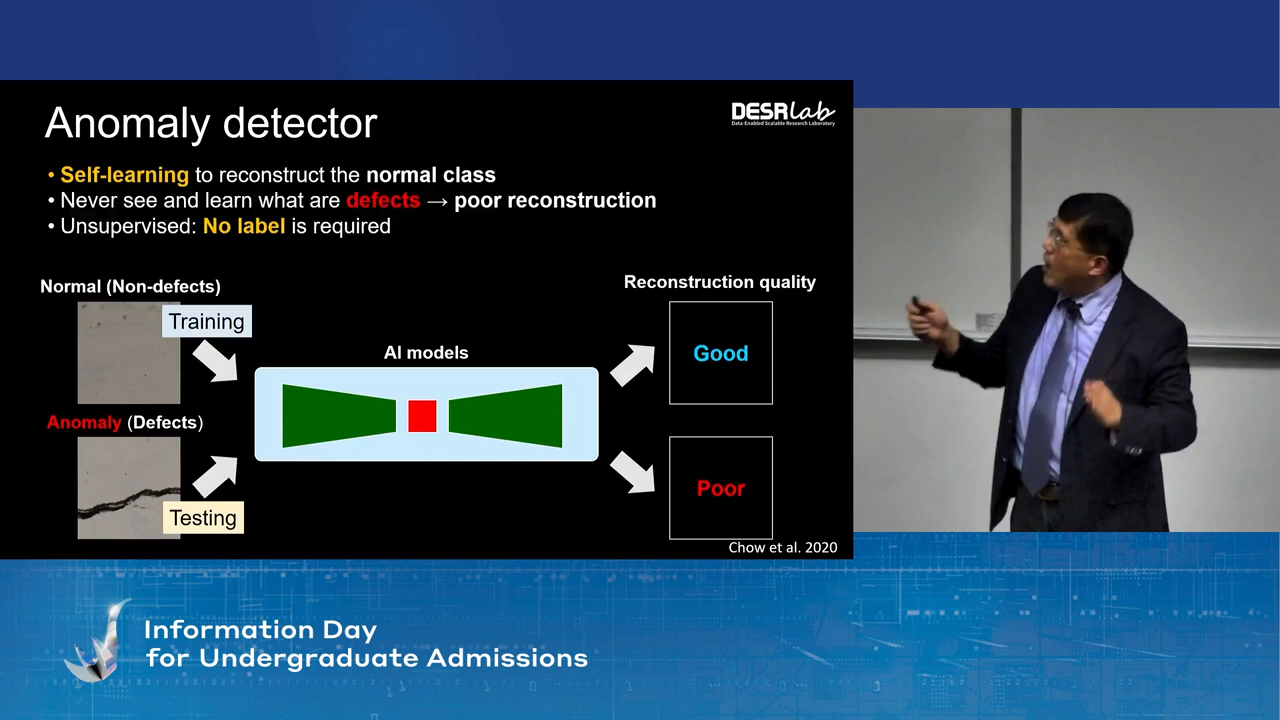 Anomaly detector
DESR lab
Data-Enabled Scalable Research Laboratory
• Self-learning to reconstruct the normal class
• Never see and learn what are defects → poor reconstruction
• Unsupervised: No label is required
Normal (Non-defects)
Training
Anomaly (Defects)
Testing
AI models
Reconstruction quality
Good
Poor
Chow et al. 2020
Information Day
for Undergraduate Admissions